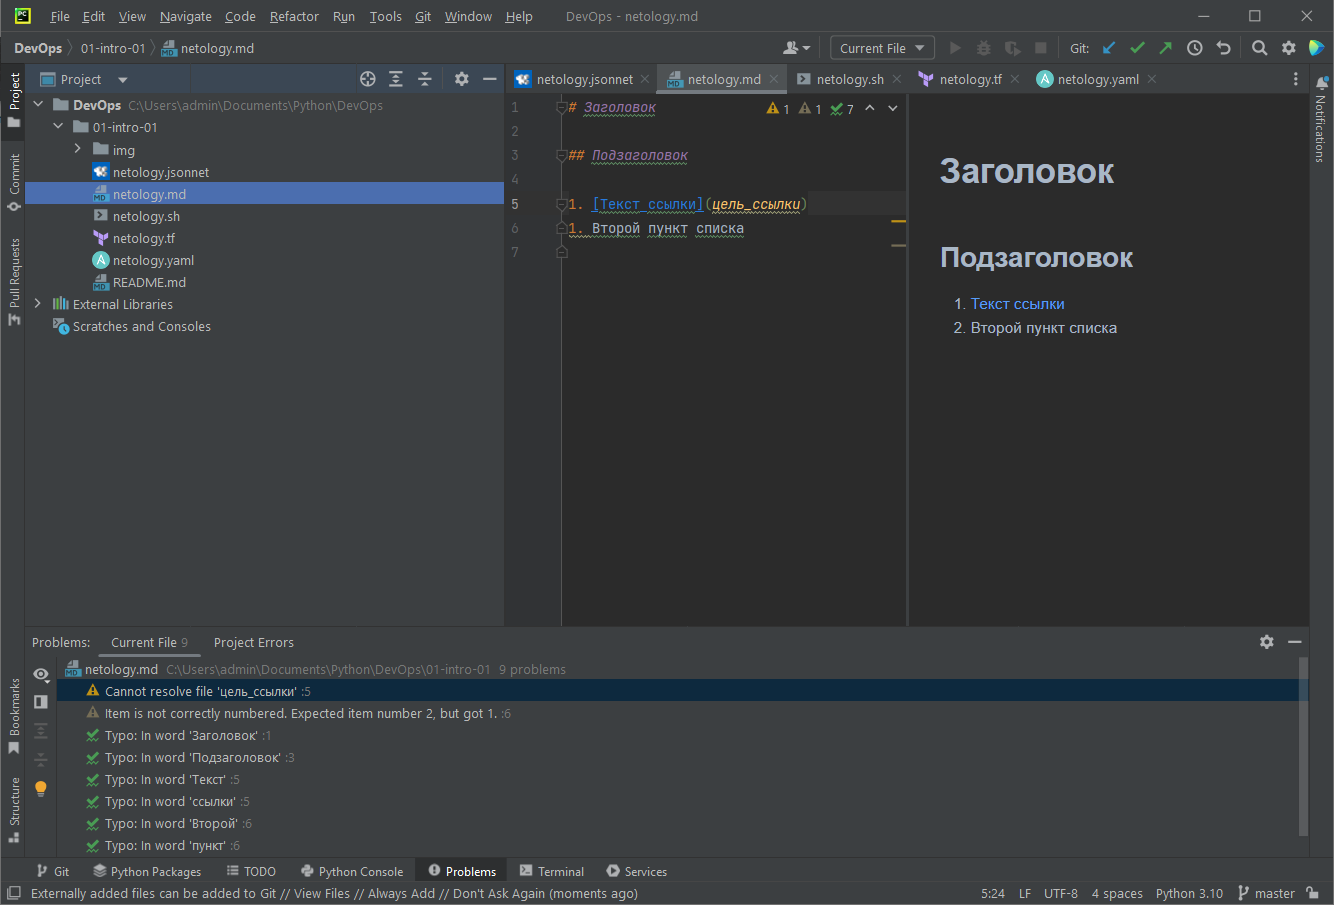 PC File Edit View Navigate Code Refactor Run Tools Git Window Help DevOps - netology.md
DevOps 01-intro-01 MD netology.md Current File Git:
Project netology.jsonnet MD netology.md netology.sh netology.tf A netology.yaml
DevOps C:\Users\admin\Documents\Python\DevOps
01-intro-01
img
netology.jsonnet
MD netology.md
netology.sh
netology.tf
A netology.yaml
MD README.md
External Libraries
Scratches and Consoles
Project
Commit
Pull Requests
Bookmarks
Structure
1 # Заголовок 1 1 7
2
3 ## Подзаголовок
4
5 1. [Текст ссылки](цель_ссылки)
6 1. Второй пункт списка
7
Заголовок
Подзаголовок
1. Текст ссылки
2. Второй пункт списка
Notifications
Problems: Current File 9 Project Errors
MD netology.md C:\Users\admin\Documents\Python\DevOps\01-intro-01 9 problems
Cannot resolve file 'цель_ссылки' :5
Item is not correctly numbered. Expected item number 2, but got 1. :6
Typo: In word 'Заголовок' :1
Typo: In word 'Подзаголовок' :3
Typo: In word 'Текст' :5
Typo: In word 'ссылки' :5
Typo: In word 'Второй' :6
Typo: In word 'пункт' :6
Git Python Packages TODO Python Console Problems Terminal Services
Externally added files can be added to Git // View Files // Always Add // Don't Ask Again (moments ago) 5:24 LF UTF-8 4 spaces Python 3.10 master